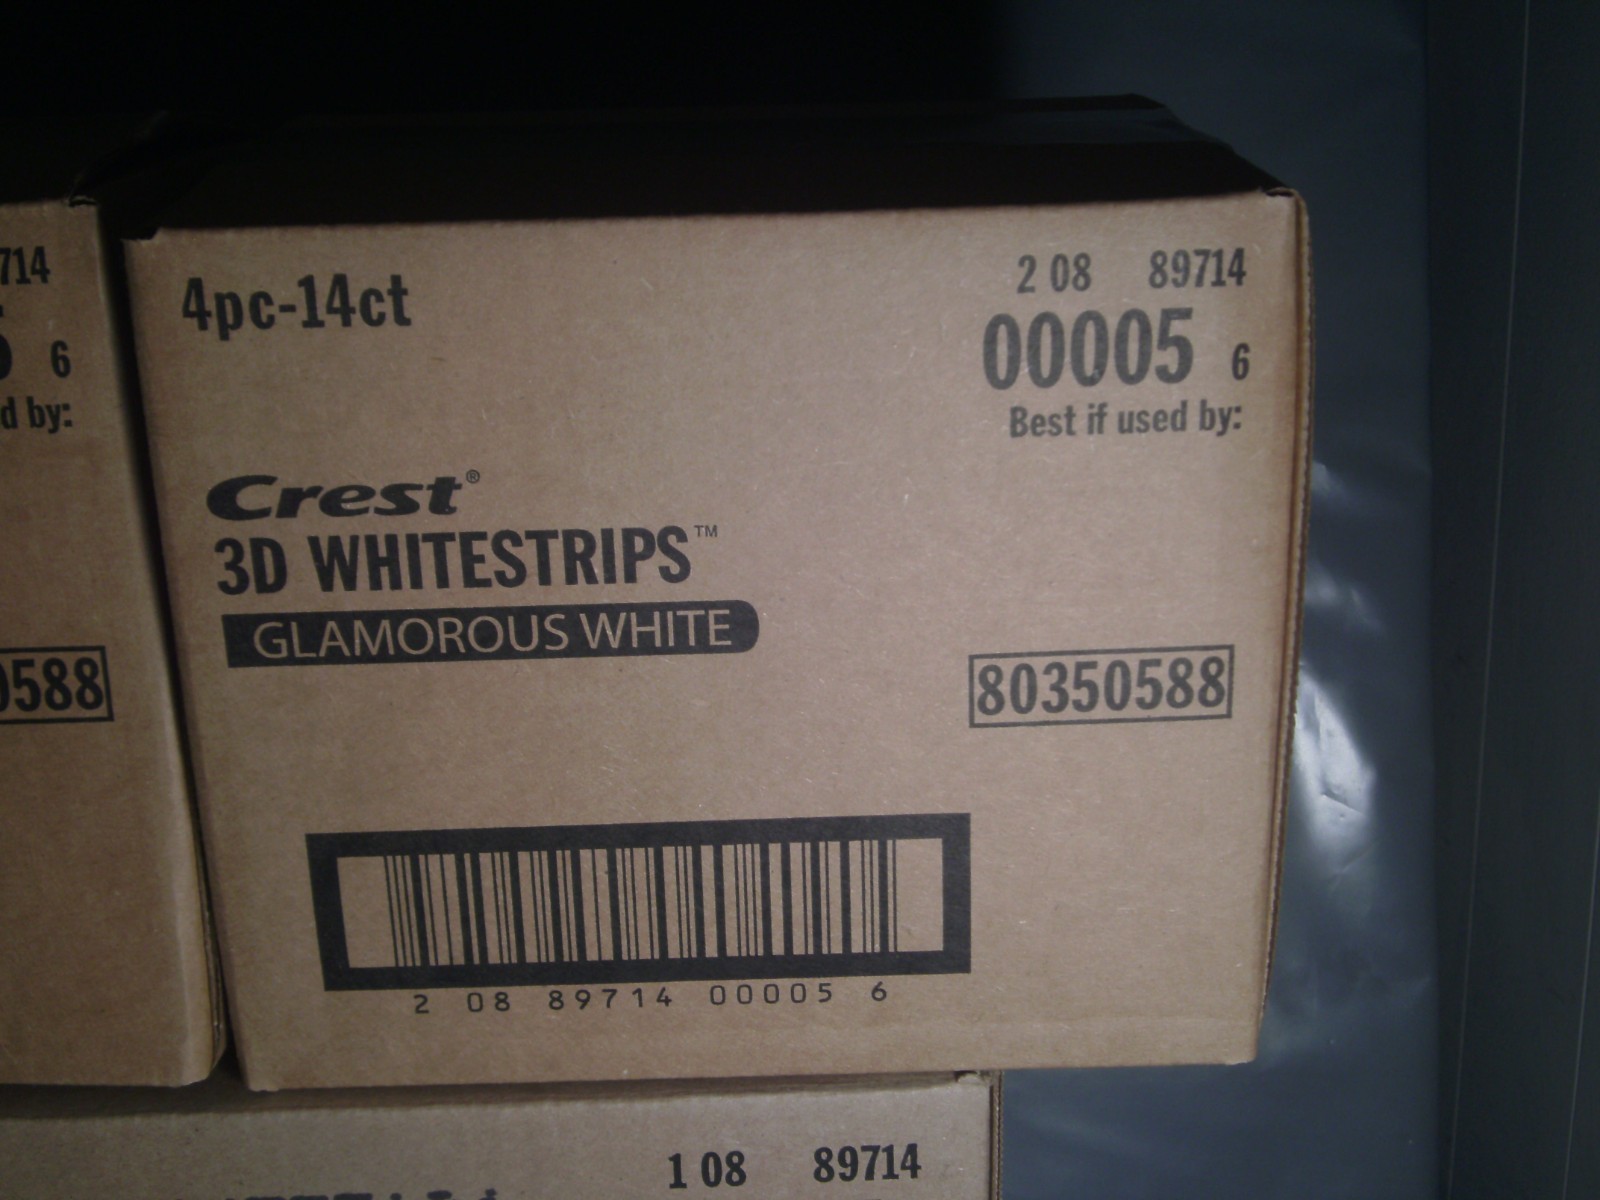 714
6
d by:
0588
4pc-14ct
2 08 89714
00005 6
Best if used by:
Crest®
3D WHITESTRIPS™
GLAMOROUS WHITE
80350588
2 08 89714 00005 6
1 08 89714